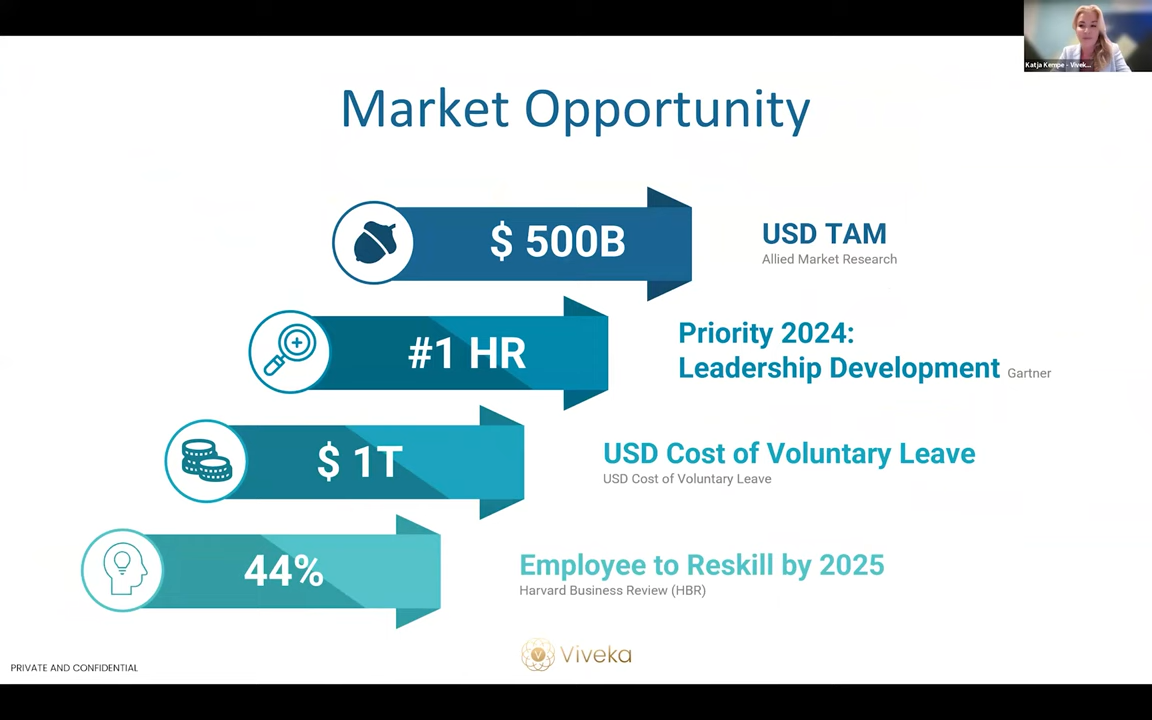 Katja Kempe - Vivek...
Market Opportunity
$ 500B
USD TAM
Allied Market Research
#1 HR
Priority 2024:
Leadership Development Gartner
$ 1T
USD Cost of Voluntary Leave
USD Cost of Voluntary Leave
44%
Employee to Reskill by 2025
Harvard Business Review (HBR)
Viveka
PRIVATE AND CONFIDENTIAL